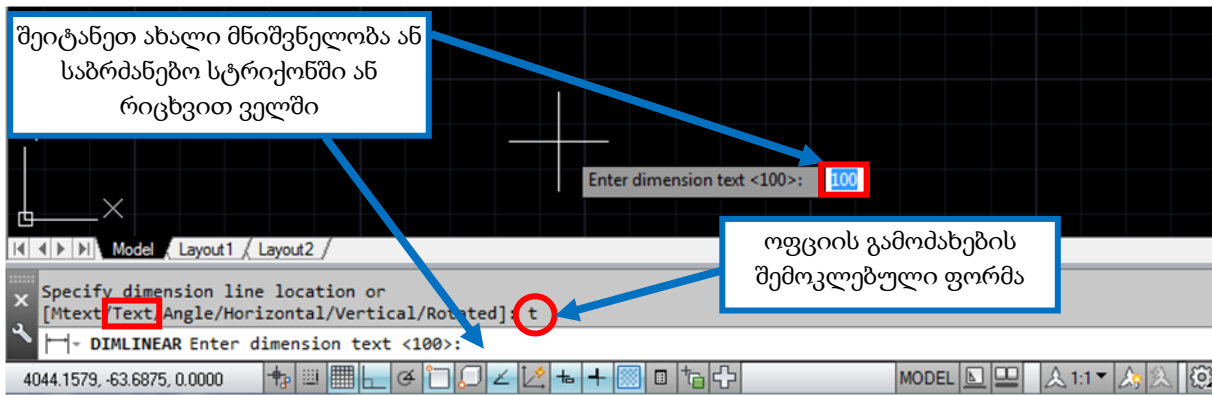 შეიტანეთ ახალი მნიშვნელობა ან
საბრძანებო სტრიქონში ან
რიცხვით ველში
Enter dimension text <100>: 100
ოფციის გამოძახების
შემოკლებული ფორმა
Model Layout1 Layout2
Specify dimension line location or
[Mtext/Text/Angle/Horizontal/Vertical/Rotated]: t
DIMLINEAR Enter dimension text <100>:
4044.1579, -63.6875, 0.0000 MODEL 1:1